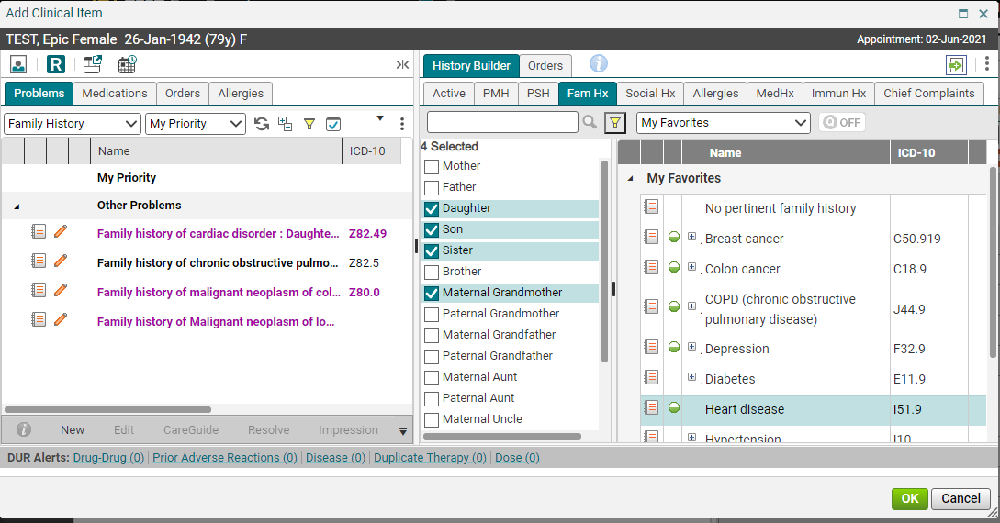 Add Clinical Item
TEST, Epic Female 26-Jan-1942 (79y) F
Appointment: 02-Jun-2021
R
Problems Medications Orders Allergies
Family History My Priority
Name ICD-10
My Priority
Other Problems
Family history of cardiac disorder : Daughte... Z82.49
Family history of chronic obstructive pulmo... Z82.5
Family history of malignant neoplasm of col... Z80.0
Family history of Malignant neoplasm of lo...
New Edit CareGuide Resolve Impression
History Builder Orders
Active PMH PSH Fam Hx Social Hx Allergies MedHx Immun Hx Chief Complaints
My Favorites
OFF
4 Selected
Mother
Father
Daughter
Son
Sister
Brother
Maternal Grandmother
Paternal Grandmother
Maternal Grandfather
Paternal Grandfather
Maternal Aunt
Paternal Aunt
Maternal Uncle
Name ICD-10
My Favorites
No pertinent family history
Breast cancer C50.919
Colon cancer C18.9
COPD (chronic obstructive
pulmonary disease) J44.9
Depression F32.9
Diabetes E11.9
Heart disease I51.9
Hypertension I10
DUR Alerts: Drug-Drug (0) Prior Adverse Reactions (0) Disease (0) Duplicate Therapy (0) Dose (0)
OK Cancel